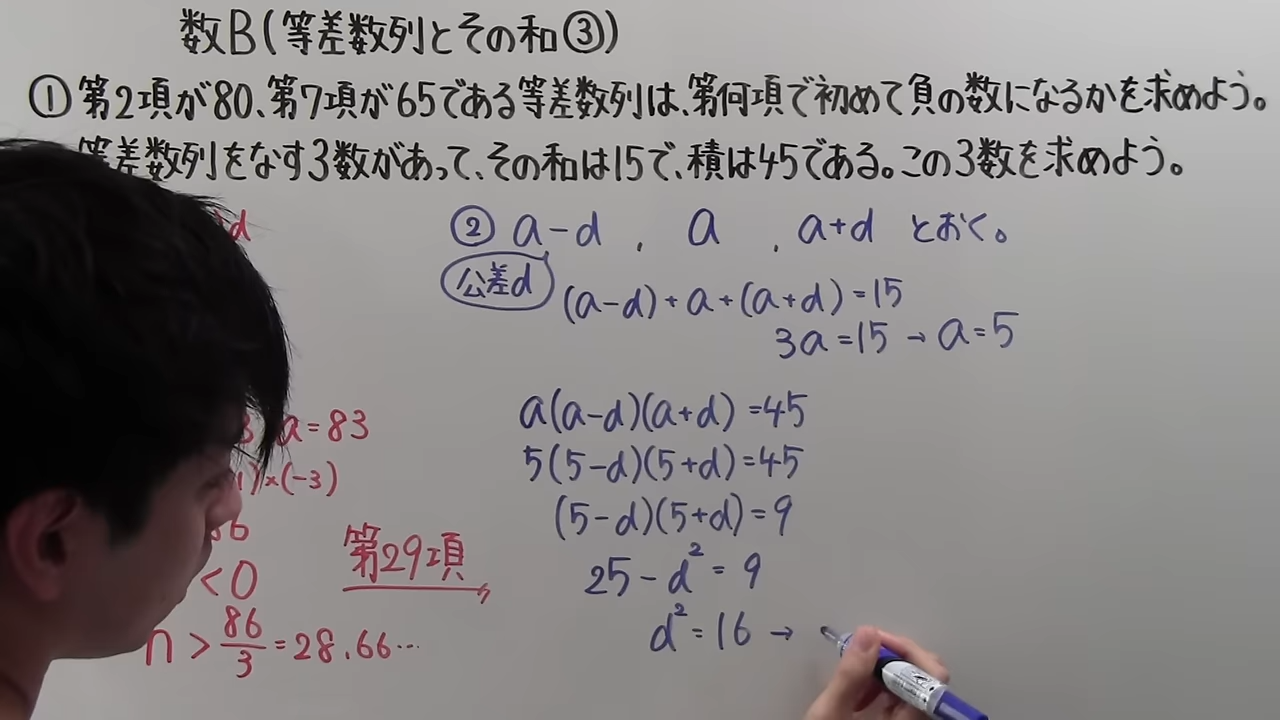 数B(等差数列とその和③)
①第2項が80、第7項が65である等差数列は、第何項で初めて負の数になるかを求めよう。
等差数列をなす3数があって、その和は15で、積は45である。この3数を求めよう。
d
a=83
)×(-3)
<0
n > 86/3 = 28.66…
第29項
② a-d , a , a+d とおく。
公差d
(a-d)+a+(a+d)=15
3a=15→a=5
a(a-d)(a+d)=45
5(5-d)(5+d)=45
(5-d)(5+d)=9
25-d²=9
d²=16→